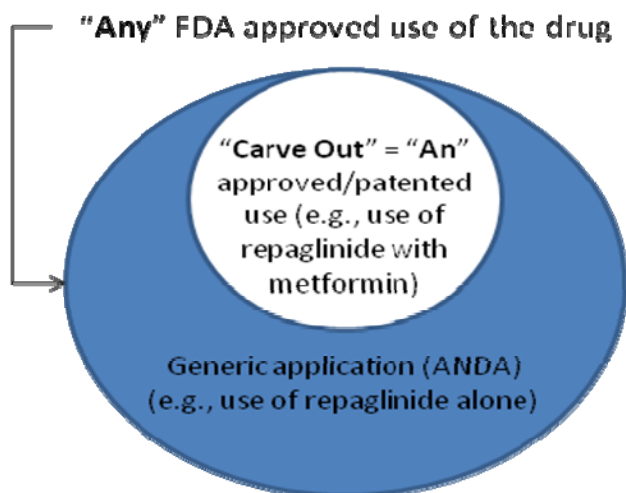 “Any” FDA approved use of the drug
“Carve Out” = “An”
approved/patented
use (e.g., use of
repaglinide with
metformin)
Generic application (ANDA)
(e.g., use of repaglinide alone)